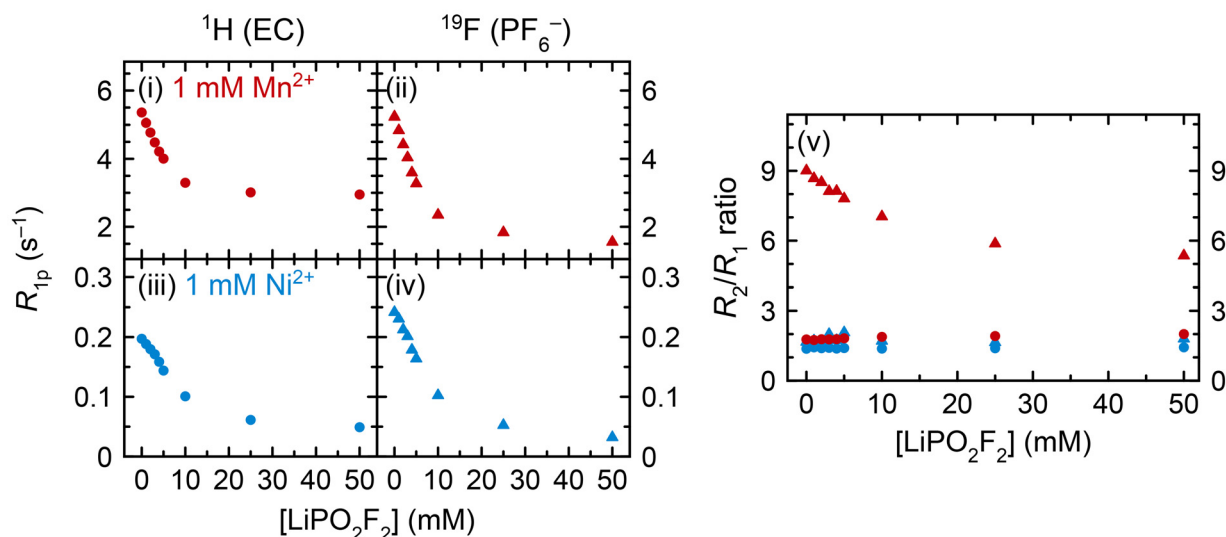 ¹H (EC)
¹⁹F (PF₆⁻)
(i) 1 mM Mn²⁺
(ii)
6
4
2
6
4
2
R₁ₚ (s⁻¹)
(iii) 1 mM Ni²⁺
(iv)
0.3
0.2
0.1
0
0.3
0.2
0.1
0
0 10 20 30 40 50
0 10 20 30 40 50
[LiPO₂F₂] (mM)
(v)
R₂/R₁ ratio
9
6
3
0
9
6
3
0
0 10 20 30 40 50
[LiPO₂F₂] (mM)